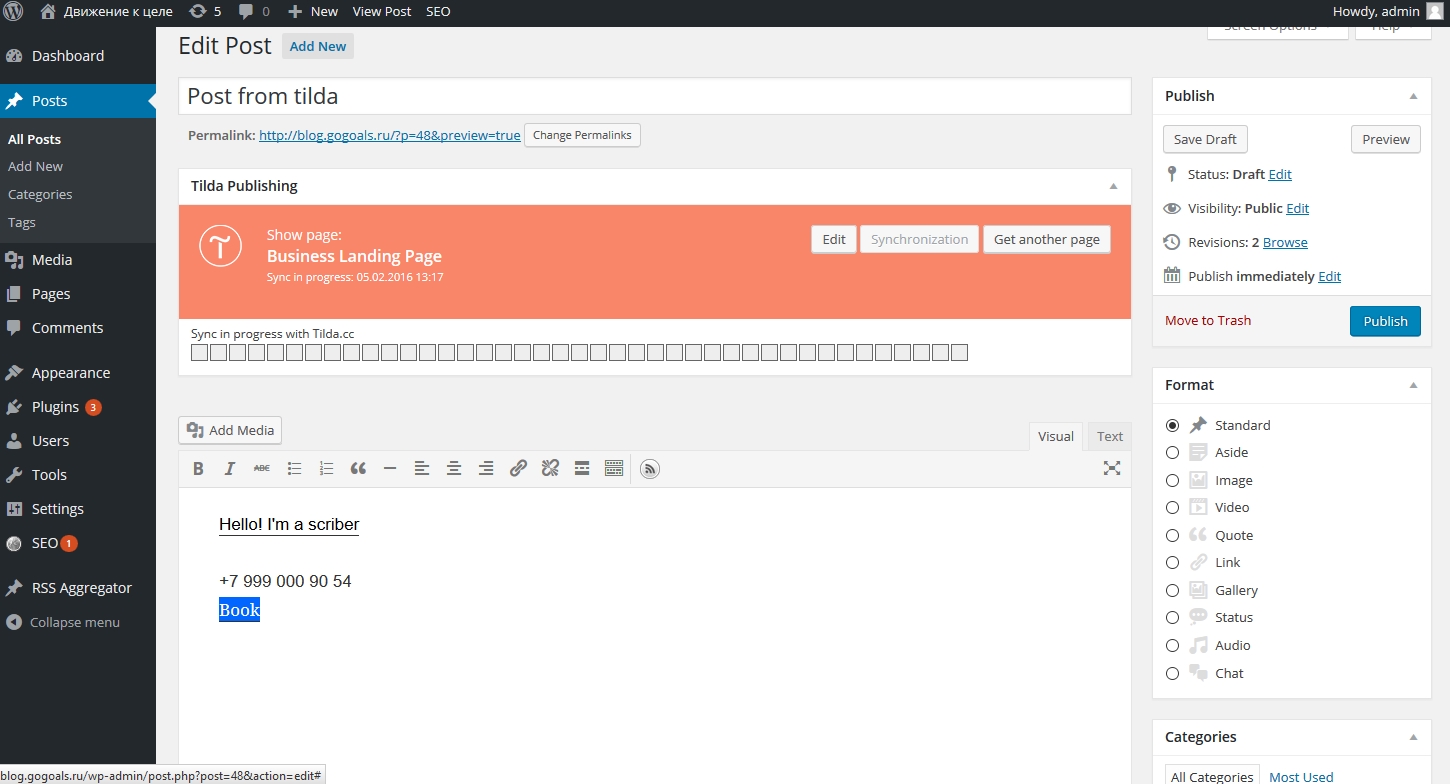 Движение к целе 5 0 New View Post SEO Howdy, admin
Screen Options Help
Dashboard
Posts
All Posts
Add New
Categories
Tags
Media
Pages
Comments
Appearance
Plugins 3
Users
Tools
Settings
SEO 1
RSS Aggregator
Collapse menu
Edit Post Add New
Post from tilda
Permalink: http://blog.gogoals.ru/?p=48&preview=true Change Permalinks
Tilda Publishing
Show page:
Business Landing Page
Sync in progress: 05.02.2016 13:17
Edit Synchronization Get another page
Sync in progress with Tilda.cc
Add Media
Visual Text
B I ABC
Hello! I'm a scriber
+7 999 000 90 54
Book
Publish
Save Draft Preview
Status: Draft Edit
Visibility: Public Edit
Revisions: 2 Browse
Publish immediately Edit
Move to Trash Publish
Format
Standard
Aside
Image
Video
Quote
Link
Gallery
Status
Audio
Chat
Categories
All Categories Most Used
blog.gogoals.ru/wp-admin/post.php?post=48&action=edit#